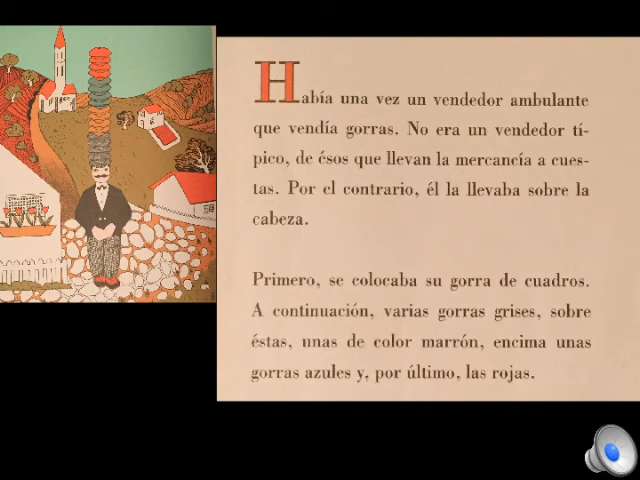 Había una vez un vendedor ambulante
que vendía gorras. No era un vendedor tí-
pico, de ésos que llevan la mercancía a cues-
tas. Por el contrario, él la llevaba sobre la
cabeza.
Primero, se colocaba su gorra de cuadros.
A continuación, varias gorras grises, sobre
éstas, unas de color marrón, encima unas
gorras azules y, por último, las rojas.